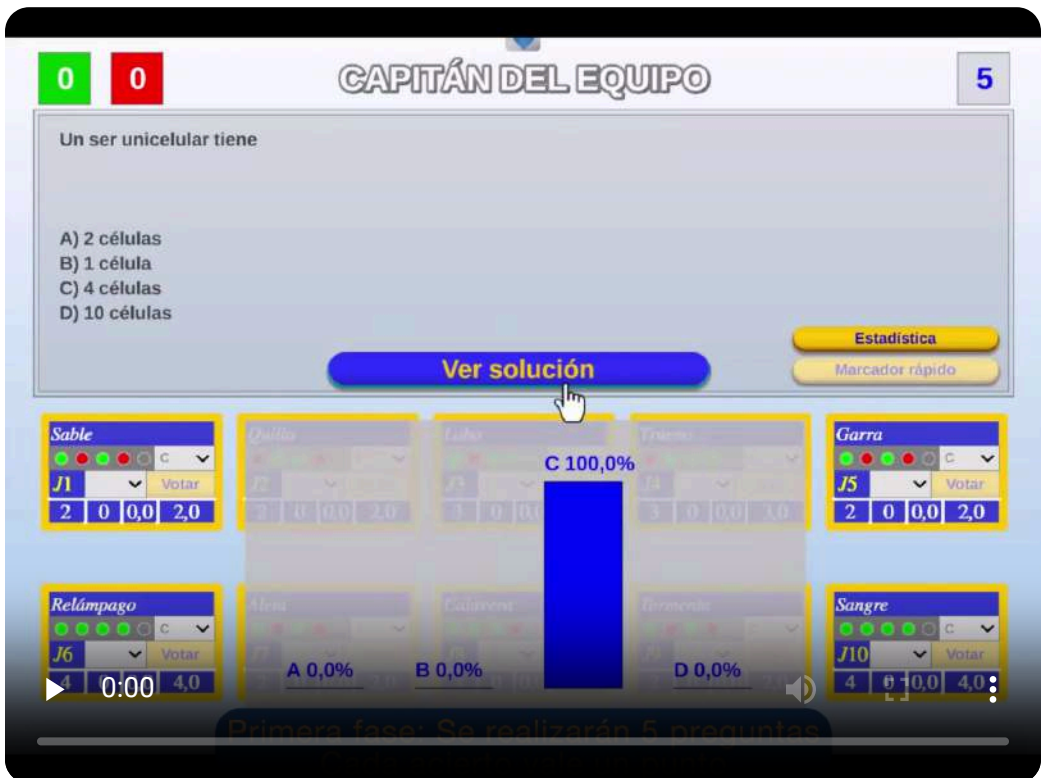 0 0 CAPITÁN DEL EQUIPO 5
Un ser unicelular tiene
A) 2 células
B) 1 célula
C) 4 células
D) 10 células
Estadística
Ver solución
Marcador rápido
Sable
C
J1 Votar
2 0 0,0 2,0
Garra
C
J5 Votar
2 0 0,0 2,0
C 100,0%
Relámpago
C
J6 Votar
4 4,0
Calavera
Tormenta
Sangre
C
J10 Votar
4 0 0,0 4,0
A 0,0% B 0,0% D 0,0%
0:00
Primera fase: Se realizarán 5 preguntas